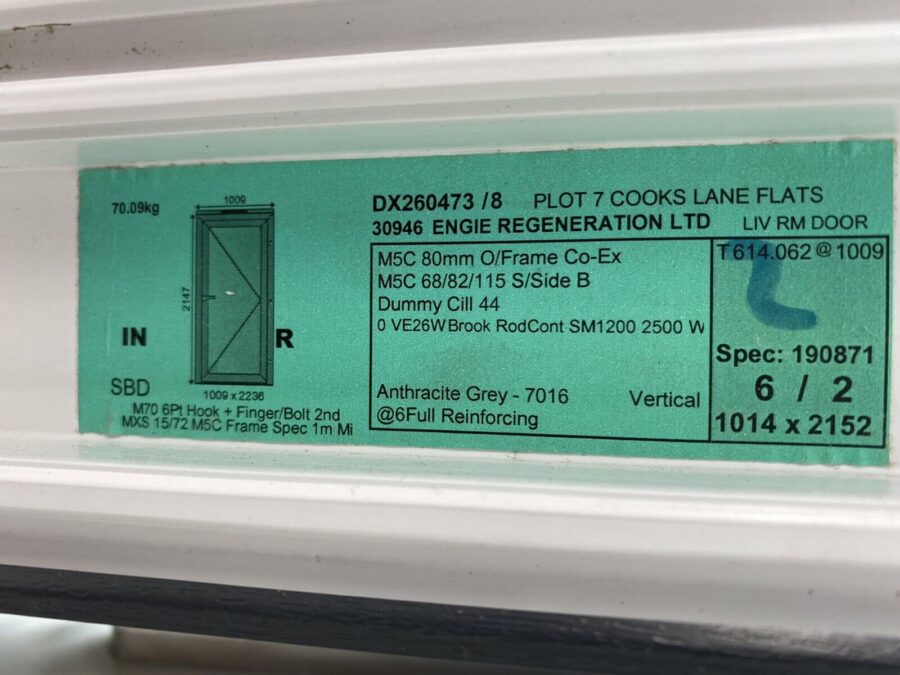 70.09kg
1009
2147
IN
R
SBD
1009 x 2236
M70 6Pt Hook + Finger/Bolt 2nd
MXS 15/72 M5C Frame Spec 1m Mi
DX260473 /8 PLOT 7 COOKS LANE FLATS
30946 ENGIE REGENERATION LTD LIV RM DOOR
M5C 80mm O/Frame Co-Ex
M5C 68/82/115 S/Side B
Dummy Cill 44
0 VE26W Brook RodCont SM1200 2500 W
Anthracite Grey - 7016 Vertical
@6Full Reinforcing
T614.062@1009
Spec: 190871
6 / 2
1014 x 2152